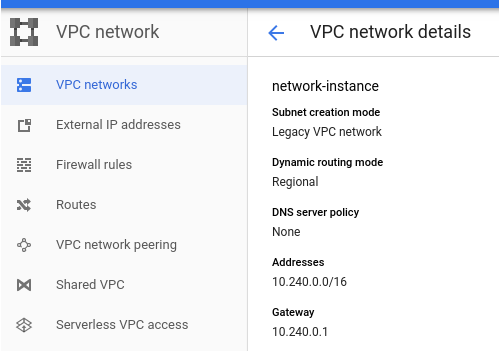 VPC network
VPC networks
External IP addresses
Firewall rules
Routes
VPC network peering
Shared VPC
Serverless VPC access
VPC network details
network-instance
Subnet creation mode
Legacy VPC network
Dynamic routing mode
Regional
DNS server policy
None
Addresses
10.240.0.0/16
Gateway
10.240.0.1